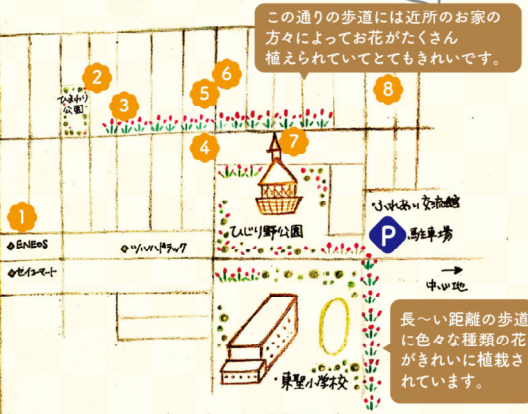 この通りの歩道には近所のお家の
方々によってお花がたくさん
植えられていてとてもきれいです。
2
6
8
ひまわり
公園
3
5
4
7
1
ENEOS
ツルハドラッグ
セイコーマート
ひじり野公園
ふれあい交流館
P 駐車場
中心地
東聖小学校
長〜い距離の歩道
に色々な種類の花
がきれいに植栽さ
れています。